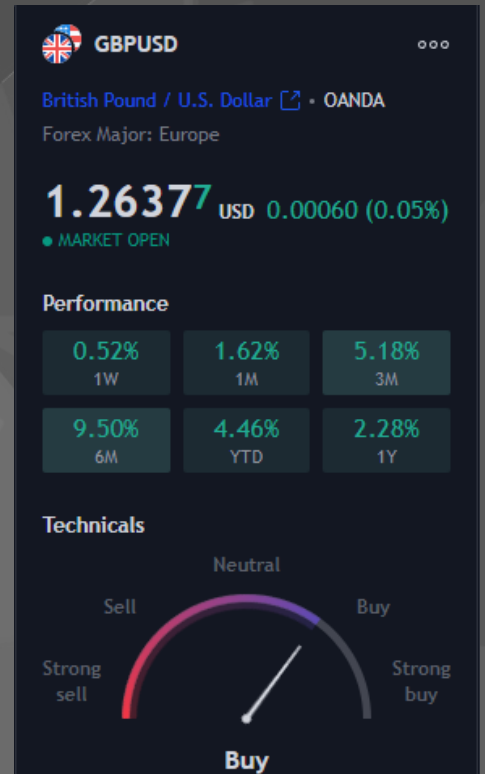 GBPUSD
British Pound / U.S. Dollar • OANDA
Forex Major: Europe
1.26377 USD 0.00060 (0.05%)
• MARKET OPEN
Performance
0.52% 1.62% 5.18%
1W 1M 3M
9.50% 4.46% 2.28%
6M YTD 1Y
Technicals
Neutral
Sell Buy
Strong sell Strong buy
Buy